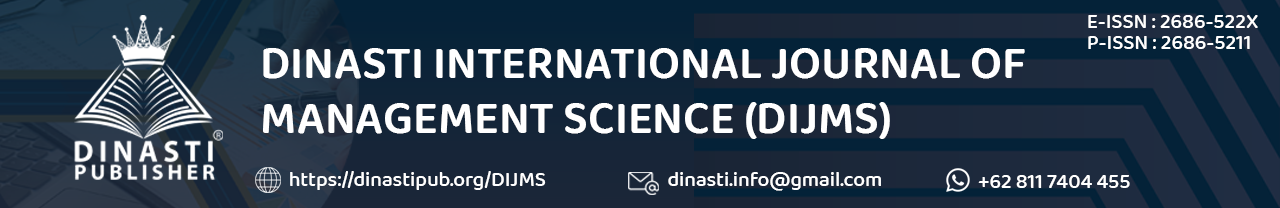 E-ISSN : 2686-522X
P-ISSN : 2686-5211
DINASTI INTERNATIONAL JOURNAL OF
MANAGEMENT SCIENCE (DIJMS)
®
DINASTI
PUBLISHER
https://dinastipub.org/DIJMS
dinasti.info@gmail.com
+62 811 7404 455